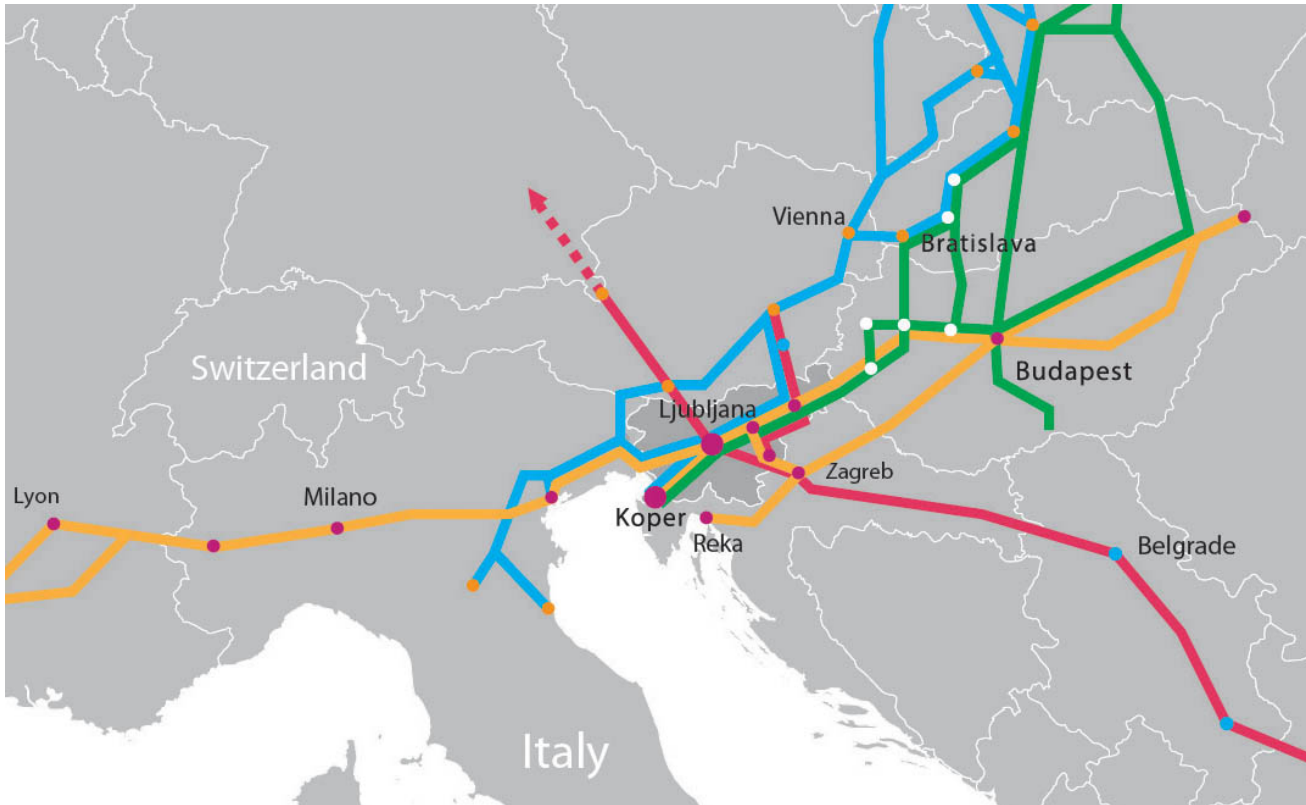 Vienna
Bratislava
Switzerland
Budapest
Ljubljana
Zagreb
Lyon
Milano
Koper
Reka
Belgrade
Italy